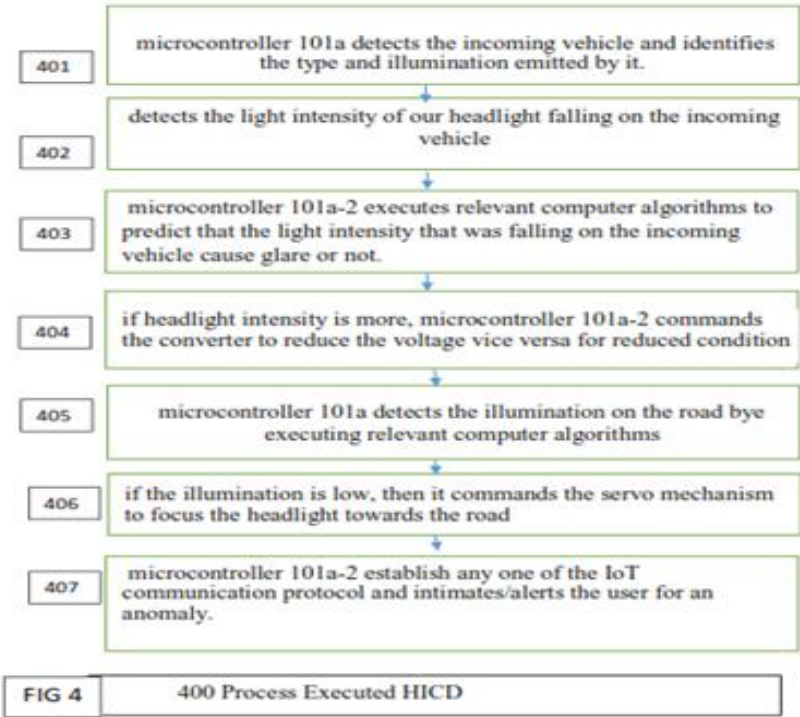 401
microcontroller 101a detects the incoming vehicle and identifies
the type and illumination emitted by it.
402
detects the light intensity of our headlight falling on the incoming
vehicle
403
microcontroller 101a-2 executes relevant computer algorithms to
predict that the light intensity that was falling on the incoming
vehicle cause glare or not.
404
if headlight intensity is more, microcontroller 101a-2 commands
the converter to reduce the voltage vice versa for reduced condition
405
microcontroller 101a detects the illumination on the road bye
executing relevant computer algorithms
406
if the illumination is low, then it commands the servo mechanism
to focus the headlight towards the road
407
microcontroller 101a-2 establish any one of the IoT
communication protocol and intimates/alerts the user for an
anomaly.
FIG 4
400 Process Executed HICD